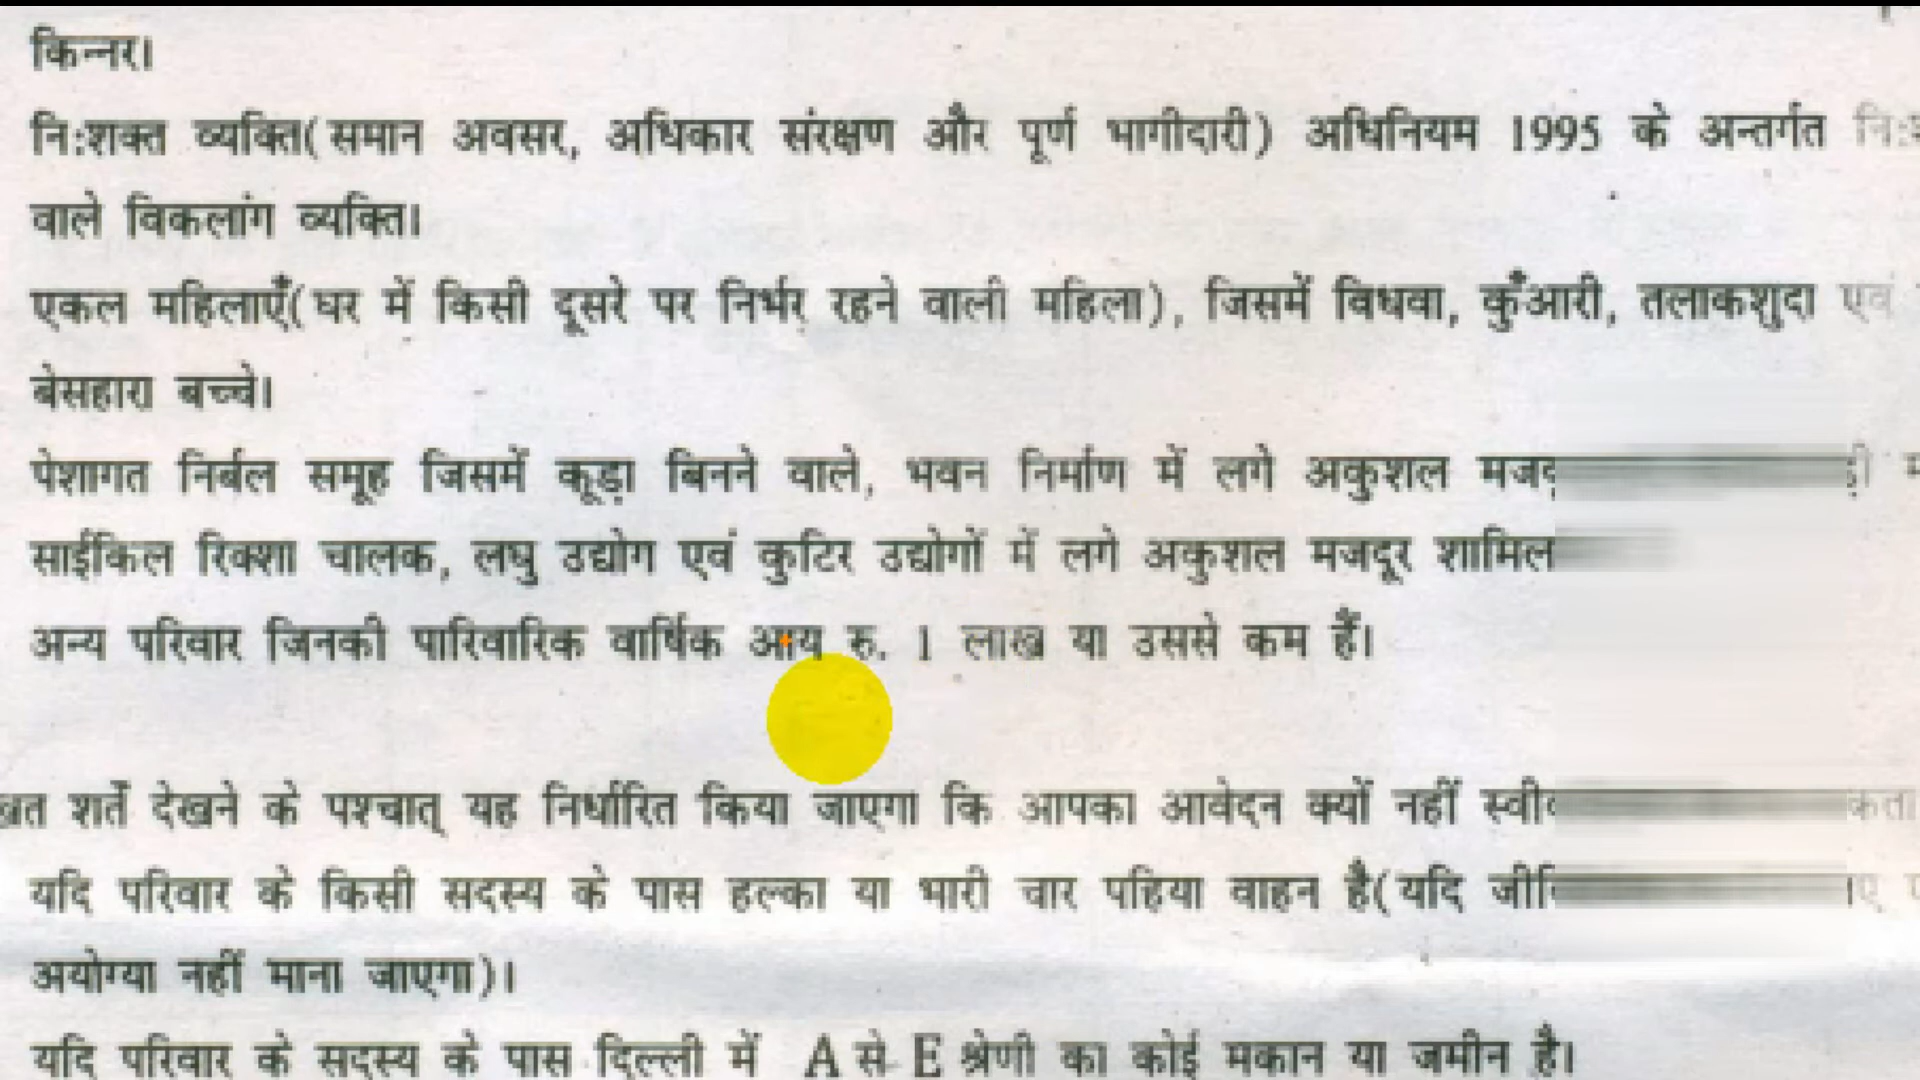 किन्नर।
नि:शक्त व्यक्ति(समान अवसर, अधिकार संरक्षण और पूर्ण भागीदारी) अधिनियम 1995 के अन्तर्गत
वाले विकलांग व्यक्ति।
एकल महिलाएँ(घर में किसी दूसरे पर निर्भर रहने वाली महिला), जिसमें विधवा, कुँआरी, तलाकशुदा एवं
बेसहारा बच्चे।
पेशागत निर्बल समूह जिसमें कूड़ा बिनने वाले, भवन निर्माण में लगे अकुशल
साईकिल रिक्शा चालक, लघु उद्योग एवं कुटिर उद्योगों में लगे अकुशल मजदूर शामिल
अन्य परिवार जिनकी पारिवारिक वार्षिक आय रु. 1 लाख या उससे कम हैं।
शर्तें देखने के पश्चात् यह निर्धारित किया जाएगा कि आपका आवेदन क्यों नहीं
यदि परिवार के किसी सदस्य के पास हल्का या भारी चार पहिया वाहन है(यदि
अयोग्या नहीं माना जाएगा)।
यदि परिवार के सदस्य के पास दिल्ली में A से E श्रेणी का कोई मकान या जमीन है।